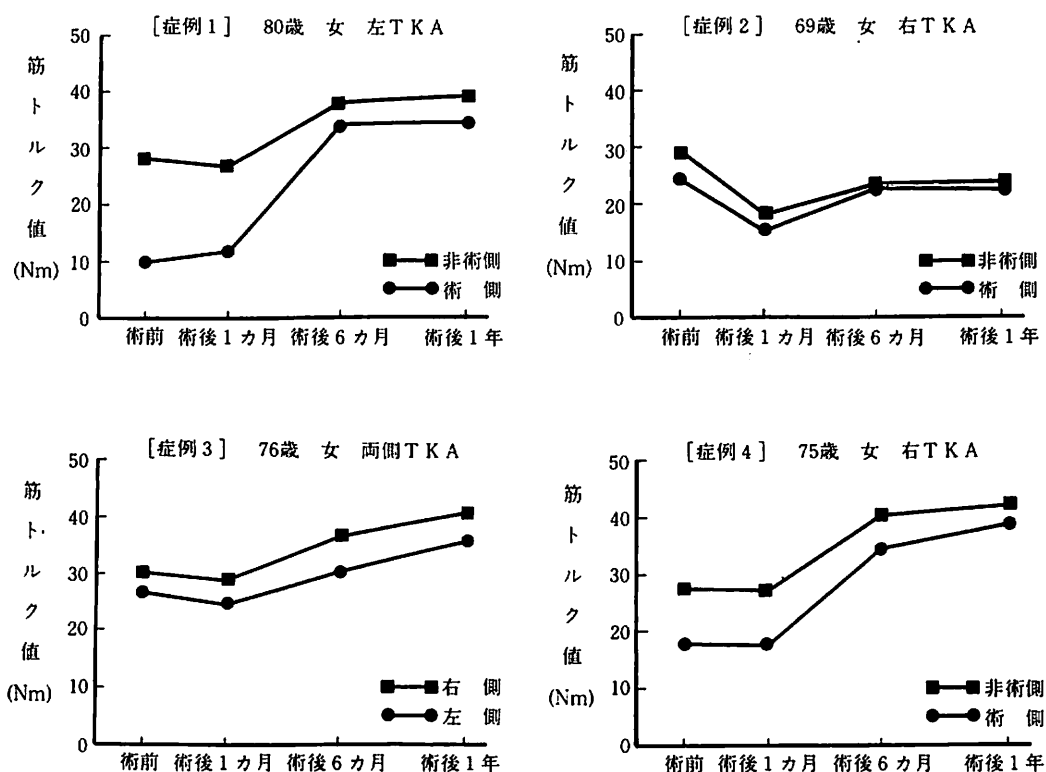 [症例1] 80歳 女 左TKA
50
40
30
20
10
0
筋トルク値
(Nm)
非術側
術 側
術前 術後1カ月 術後6カ月 術後1年
[症例2] 69歳 女 右TKA
50
40
30
20
10
0
筋トルク値
(Nm)
非術側
術 側
術前 術後1カ月 術後6カ月 術後1年
[症例3] 76歳 女 両側TKA
50
40
30
20
10
0
筋トルク値
(Nm)
右 側
左 側
術前 術後1カ月 術後6カ月 術後1年
[症例4] 75歳 女 右TKA
50
40
30
20
10
0
筋トルク値
(Nm)
非術側
術 側
術前 術後1カ月 術後6カ月 術後1年